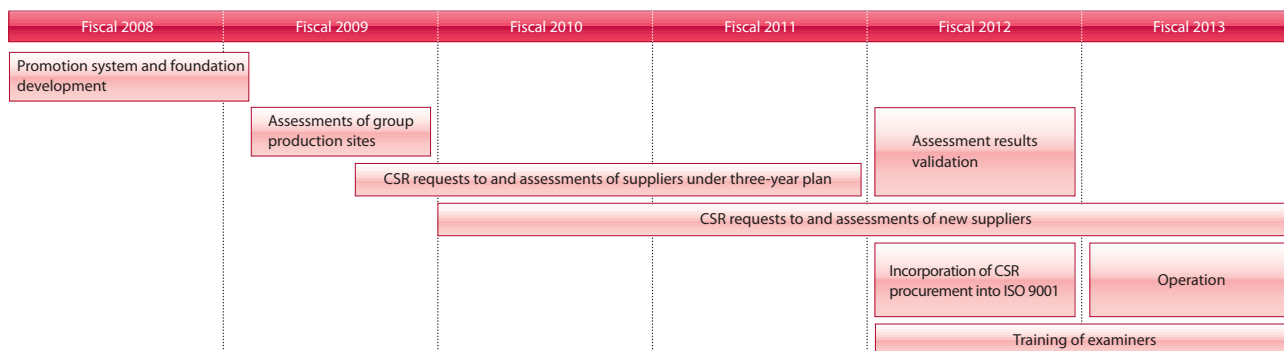 Fiscal 2008
Fiscal 2009
Fiscal 2010
Fiscal 2011
Fiscal 2012
Fiscal 2013
Promotion system and foundation
development
Assessments of group
production sites
Assessment results
validation
CSR requests to and assessments of suppliers under three-year plan
CSR requests to and assessments of new suppliers
Incorporation of CSR
procurement into ISO 9001
Operation
Training of examiners